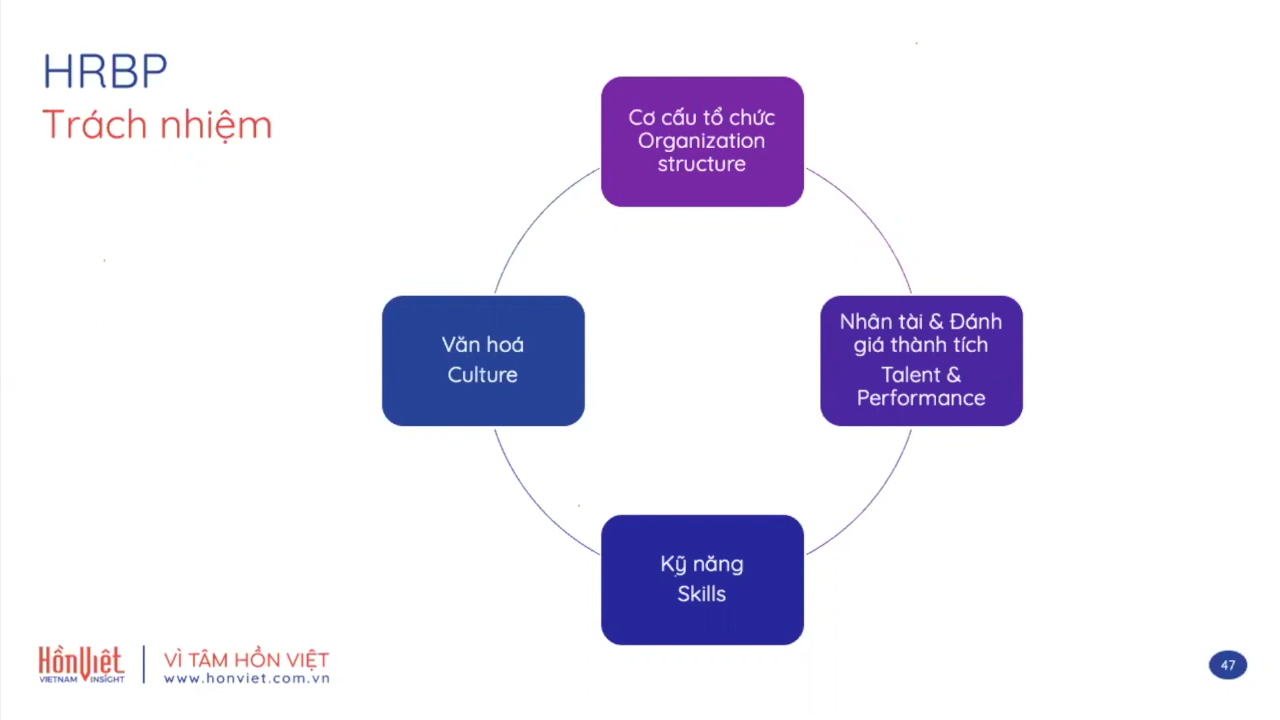 HRBP
Trách nhiệm
Cơ cấu tổ chức
Organization
structure
Văn hoá
Culture
Nhân tài & Đánh
giá thành tích
Talent &
Performance
Kỹ năng
Skills
HồnViệt
VIETNAM INSIGHT
VÌ TÂM HỒN VIỆT
www.honviet.com.vn
47